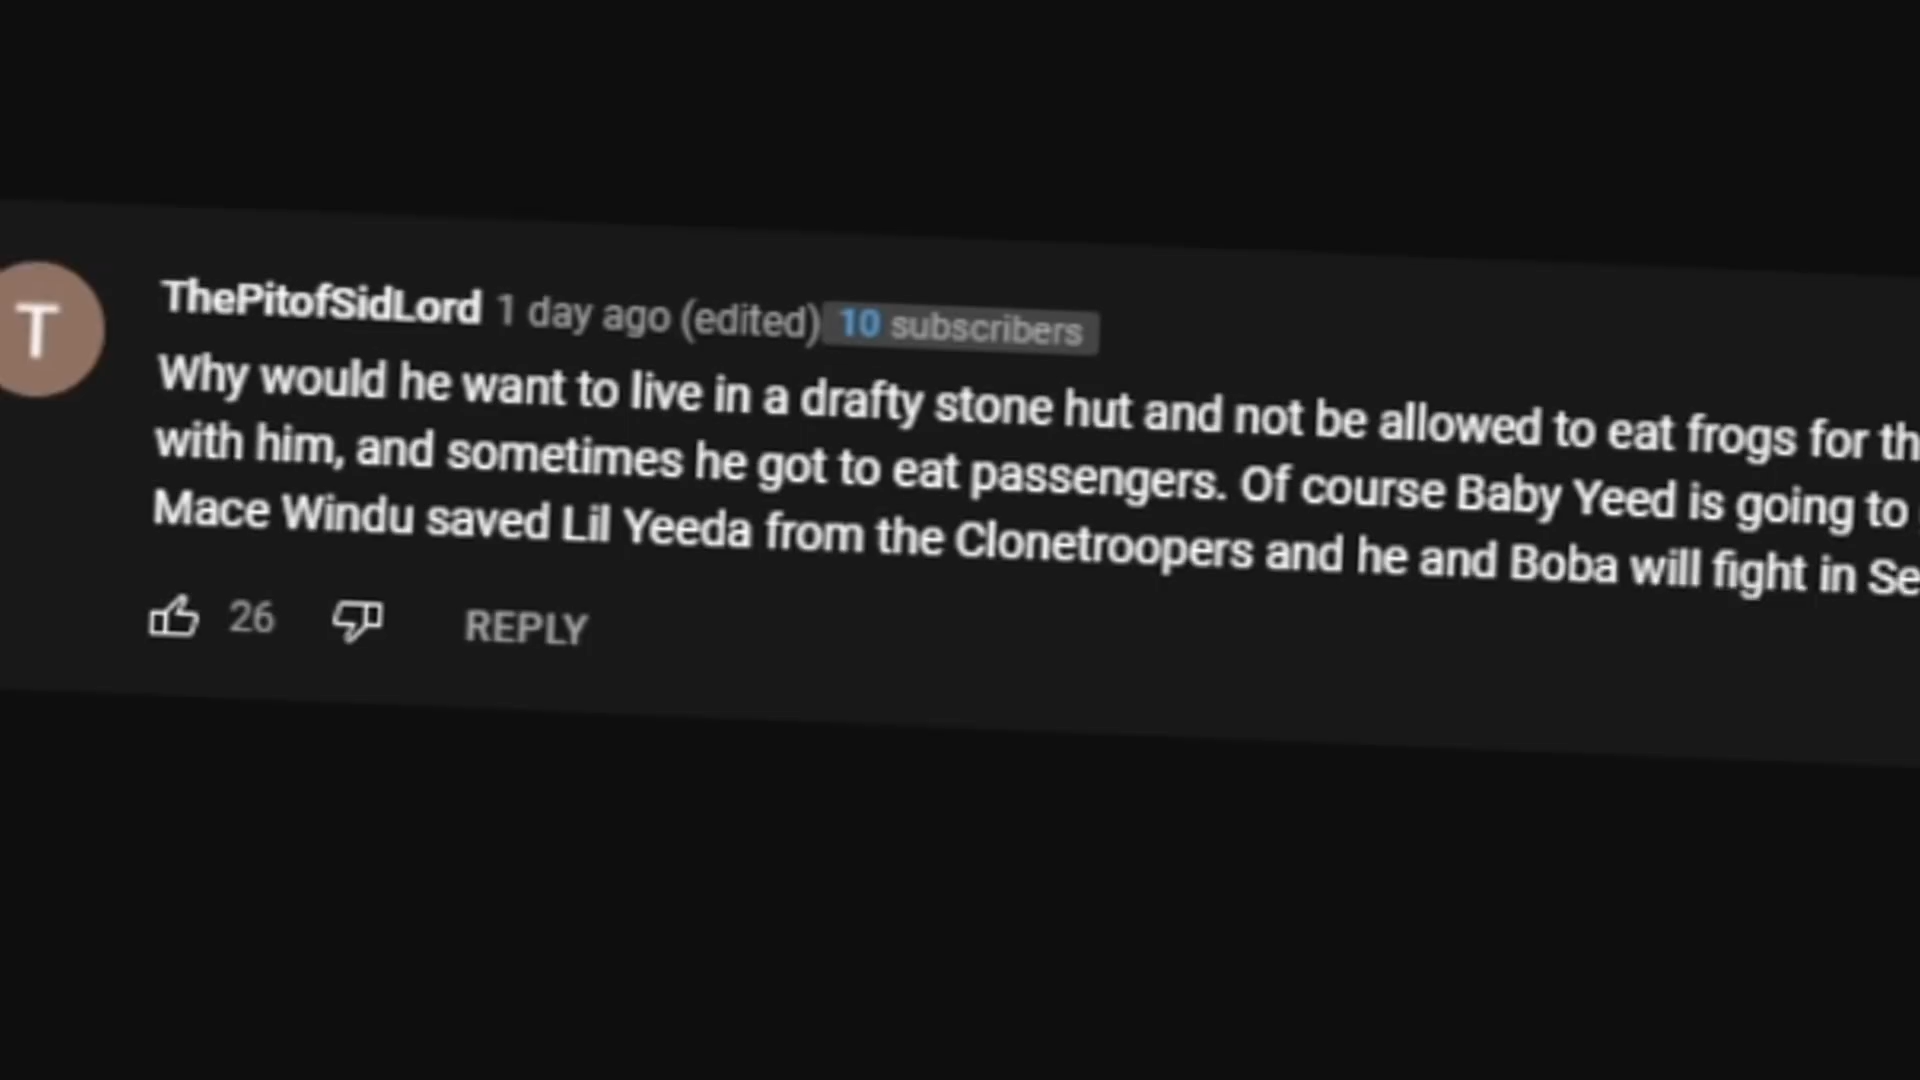 T
ThePitofSidLord 1 day ago (edited) 10 subscribers
Why would he want to live in a drafty stone hut and not be allowed to eat frogs for
with him, and sometimes he got to eat passengers. Of course Baby Yeed is going to
Mace Windu saved Lil Yeeda from the Clonetroopers and he and Boba will fight in
26 REPLY